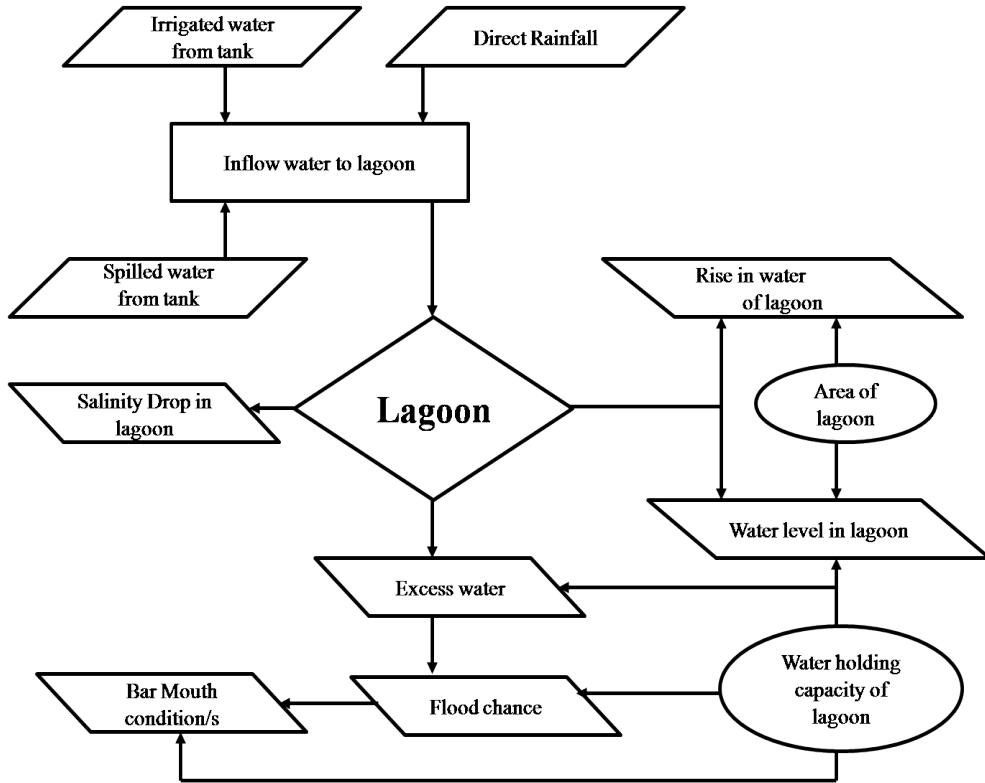 Irrigated water
from tank
Direct Rainfall
Inflow water to lagoon
Spilled water
from tank
Rise in water
of lagoon
Salinity Drop in
lagoon
Lagoon
Area of
lagoon
Water level in lagoon
Excess water
Water holding
capacity of
lagoon
Bar Mouth
condition/s
Flood chance